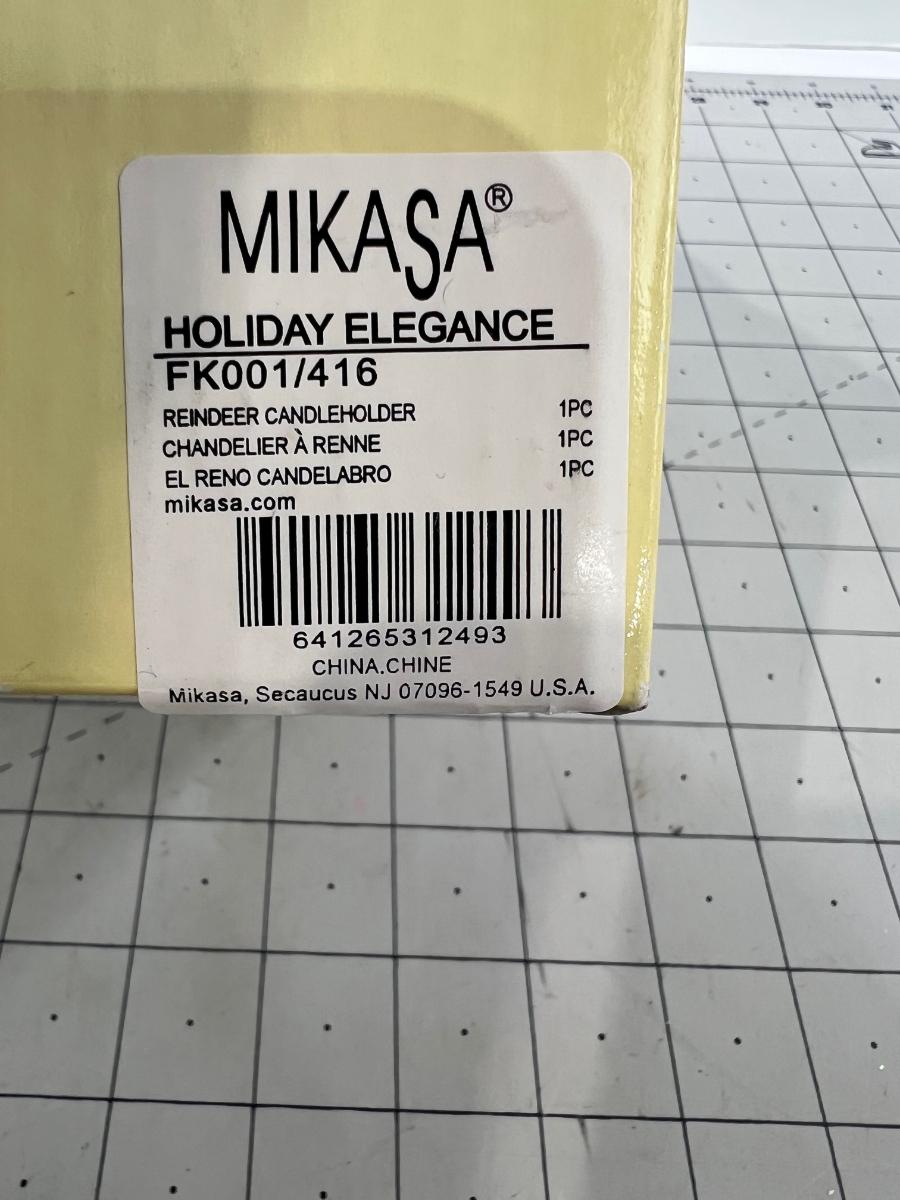 MIKASA®
HOLIDAY ELEGANCE
FK001/416
REINDEER CANDLEHOLDER 1PC
CHANDELIER À RENNE 1PC
EL RENO CANDELABRO 1PC
mikasa.com
641265312493
CHINA.CHINE
Mikasa, Secaucus NJ 07096-1549 U.S.A.